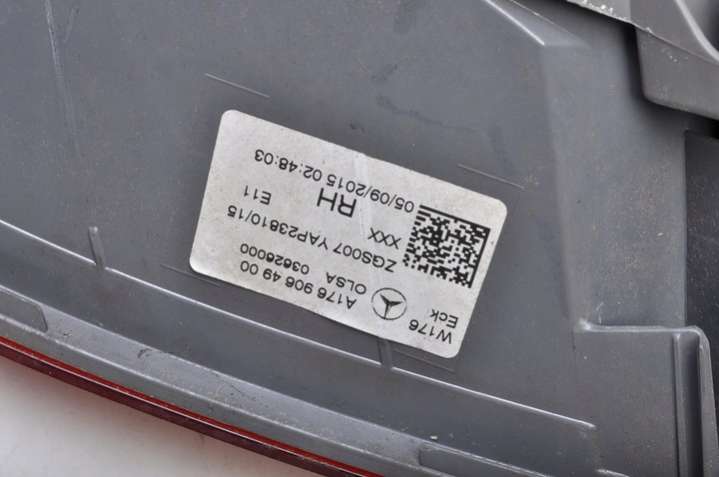 W176
Eck
A176 906 49 00
OLSA 03626000
ZGS007 YAP23810/15
XXX
E11
RH
05/09/2015 02:48:03